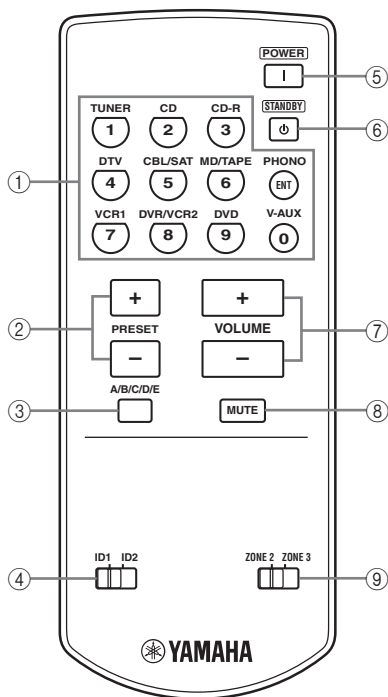 POWER
I
⑤
STANDBY
⑥
TUNER CD CD-R
1 2 3
①
DTV CBL/SAT MD/TAPE PHONO
4 5 6 ENT
VCR1 DVR/VCR2 DVD V-AUX
7 8 9 0
+ +
② PRESET VOLUME ⑦
– –
A/B/C/D/E
③ MUTE ⑧
ID1 ID2 ZONE 2 ZONE 3
④ ⑨
YAMAHA